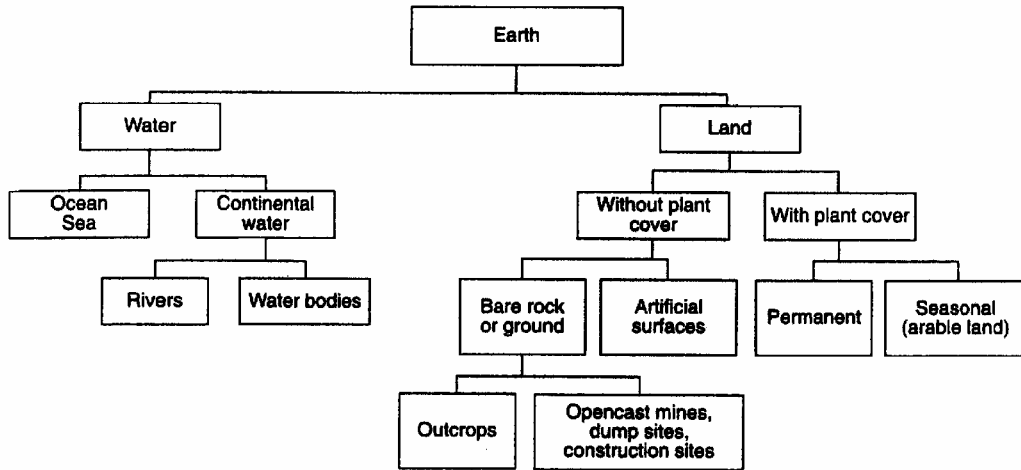 Earth
Water
Land
Ocean
Sea
Continental
water
Without plant
cover
With plant cover
Rivers
Water bodies
Bare rock
or ground
Artificial
surfaces
Permanent
Seasonal
(arable land)
Outcrops
Opencast mines,
dump sites,
construction sites